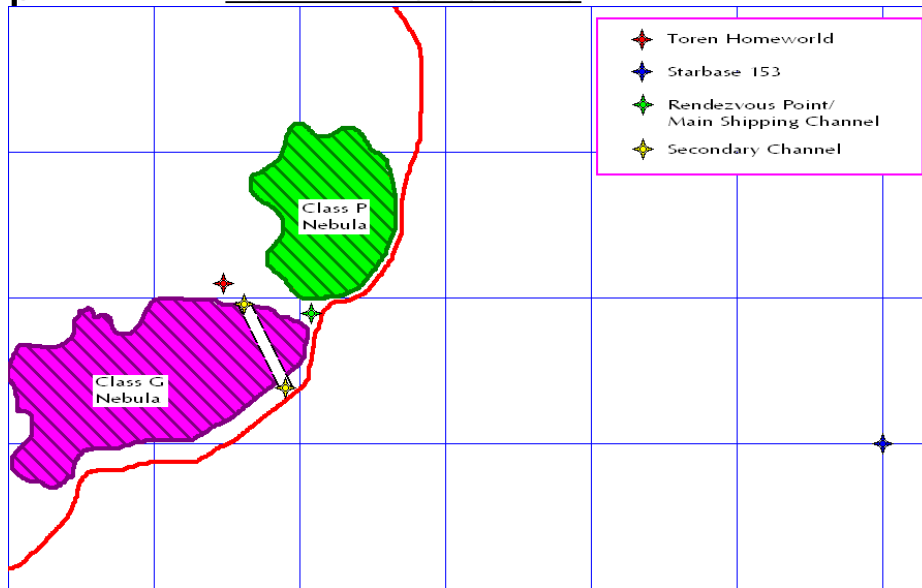 Toren Homeworld
Starbase 153
Rendezvous Point/
Main Shipping Channel
Secondary Channel
Class P
Nebula
Class G
Nebula